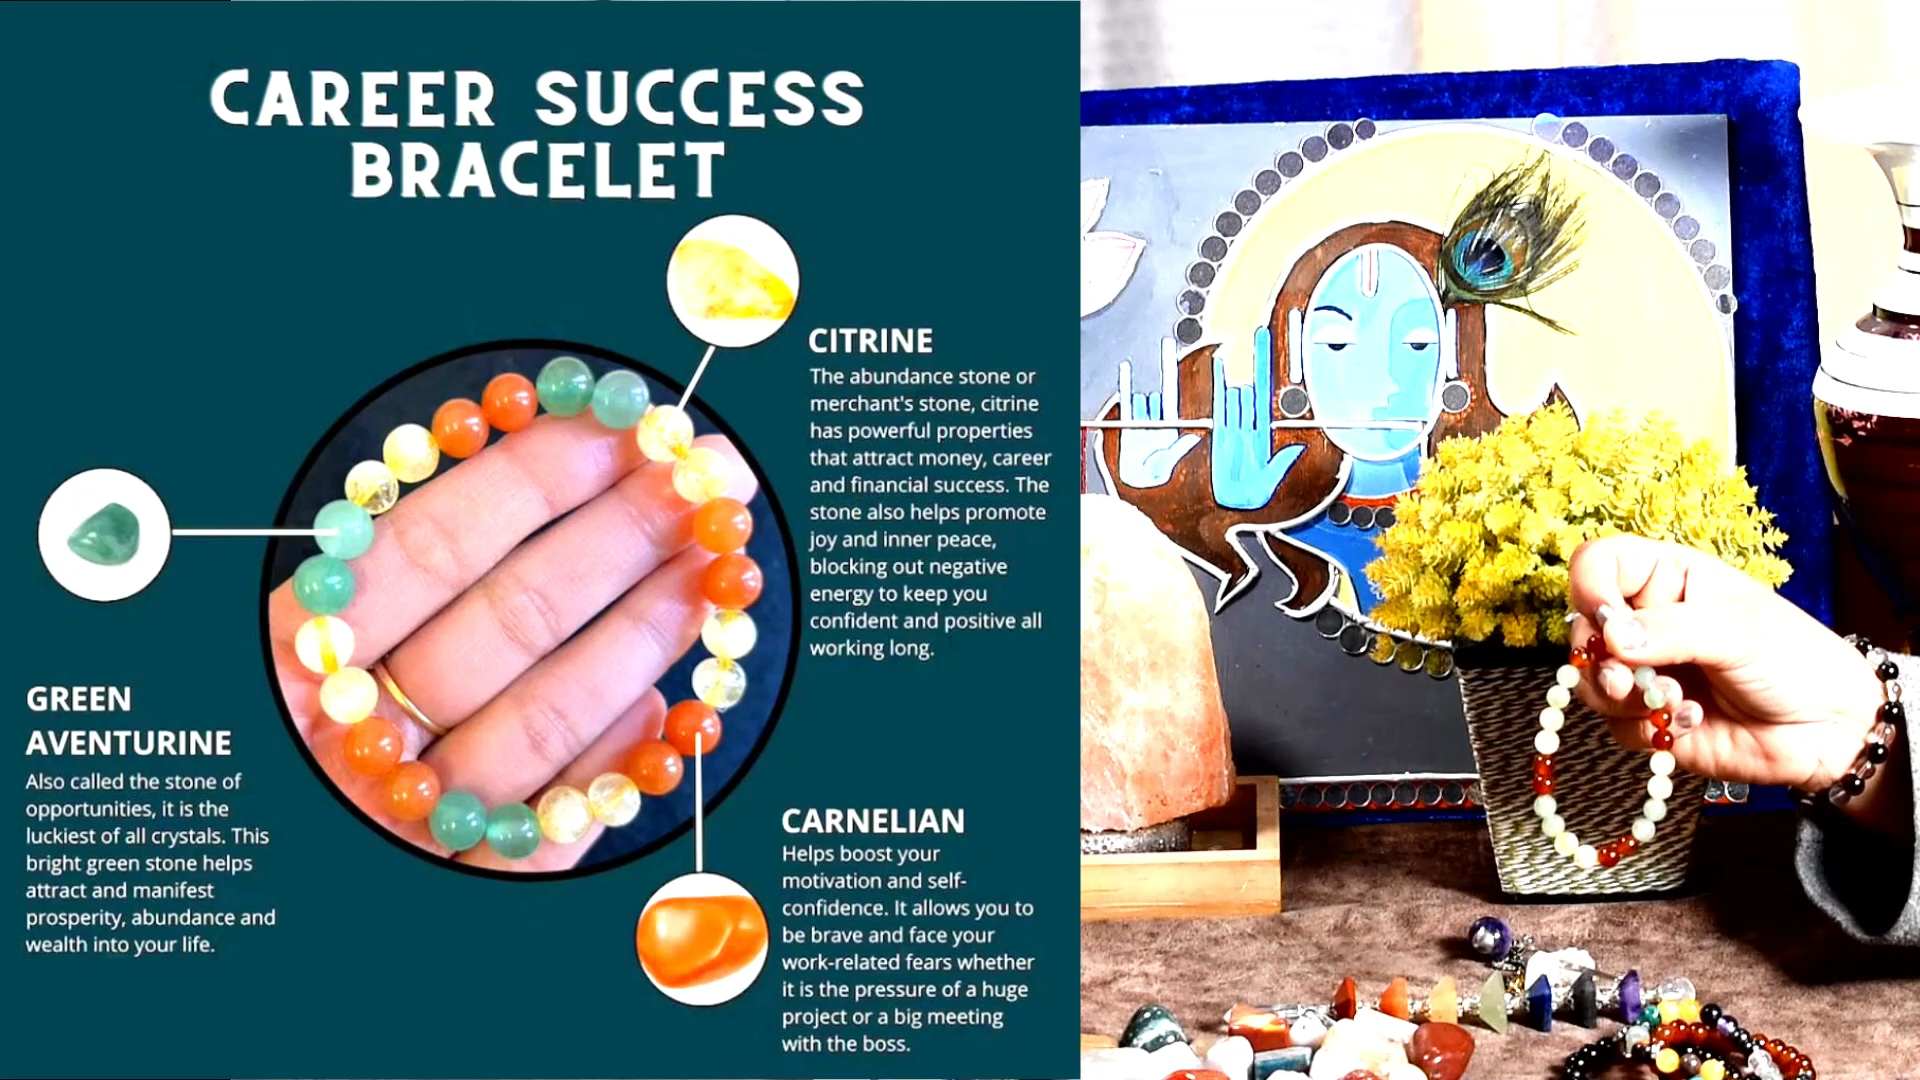 CAREER SUCCESS
BRACELET
CITRINE
The abundance stone or
merchant's stone, citrine
has powerful properties
that attract money, career
and financial success. The
stone also helps promote
joy and inner peace,
blocking out negative
energy to keep you
confident and positive all
working long.
GREEN
AVENTURINE
Also called the stone of
opportunities, it is the
luckiest of all crystals. This
bright green stone helps
attract and manifest
prosperity, abundance and
wealth into your life.
CARNELIAN
Helps boost your
motivation and self-
confidence. It allows you to
be brave and face your
work-related fears whether
it is the pressure of a huge
project or a big meeting
with the boss.